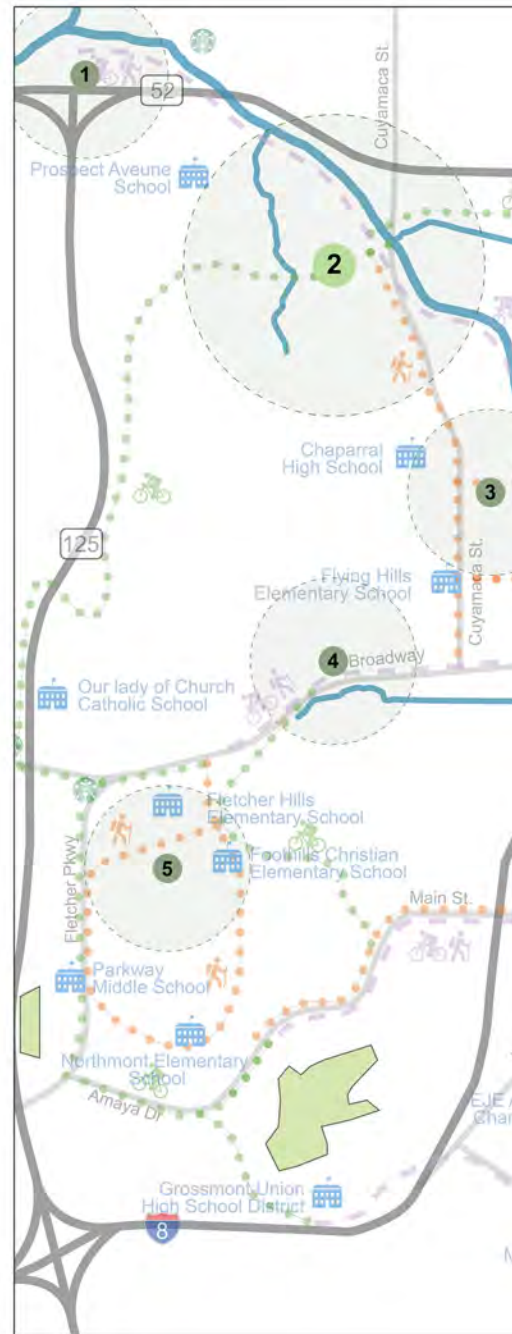 1
52
Cuyamaca St.
Prospect Aveune
School
2
Chaparral
High School
3
125
Flying Hills
Elementary School
Cuyamaca St.
4
Broadway
Our lady of Church
Catholic School
Fletcher Hills
Elementary School
5
Foothills Christian
Elementary School
Fletcher Pkwy
Main St.
Parkway
Middle School
Northmont Elementary
School
Amaya Dr
EJE
Char
Grossmont Union
High School District
8